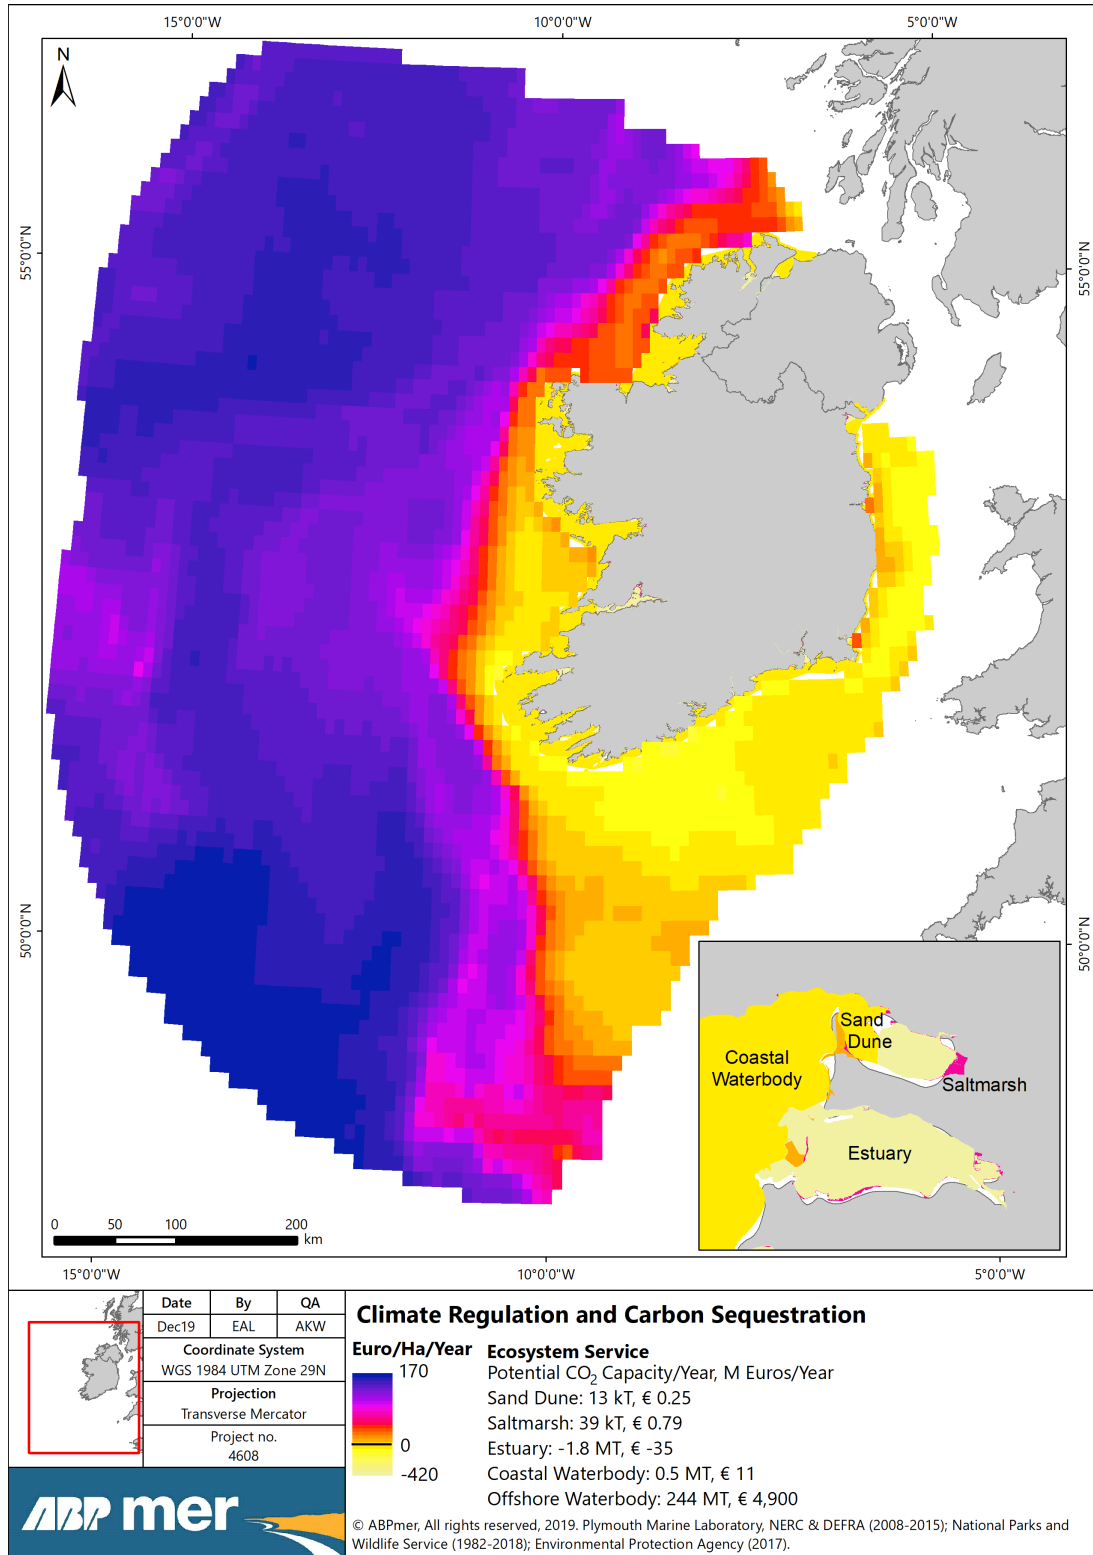 15°0'0"W 10°0'0"W 5°0'0"W
N
55°0'0"N
55°0'0"N
50°0'0"N
50°0'0"N
Sand
Dune
Coastal
Waterbody
Saltmarsh
Estuary
0 50 100 200
km
15°0'0"W 10°0'0"W 5°0'0"W
Date By QA
Dec19 EAL AKW
Coordinate System
WGS 1984 UTM Zone 29N
Projection
Transverse Mercator
Project no.
4608
ABPmer
Climate Regulation and Carbon Sequestration
Euro/Ha/Year
170
0
-420
Ecosystem Service
Potential CO₂ Capacity/Year, M Euros/Year
Sand Dune: 13 kT, € 0.25
Saltmarsh: 39 kT, € 0.79
Estuary: -1.8 MT, € -35
Coastal Waterbody: 0.5 MT, € 11
Offshore Waterbody: 244 MT, € 4,900
© ABPmer, All rights reserved, 2019. Plymouth Marine Laboratory, NERC & DEFRA (2008-2015); National Parks and
Wildlife Service (1982-2018); Environmental Protection Agency (2017).